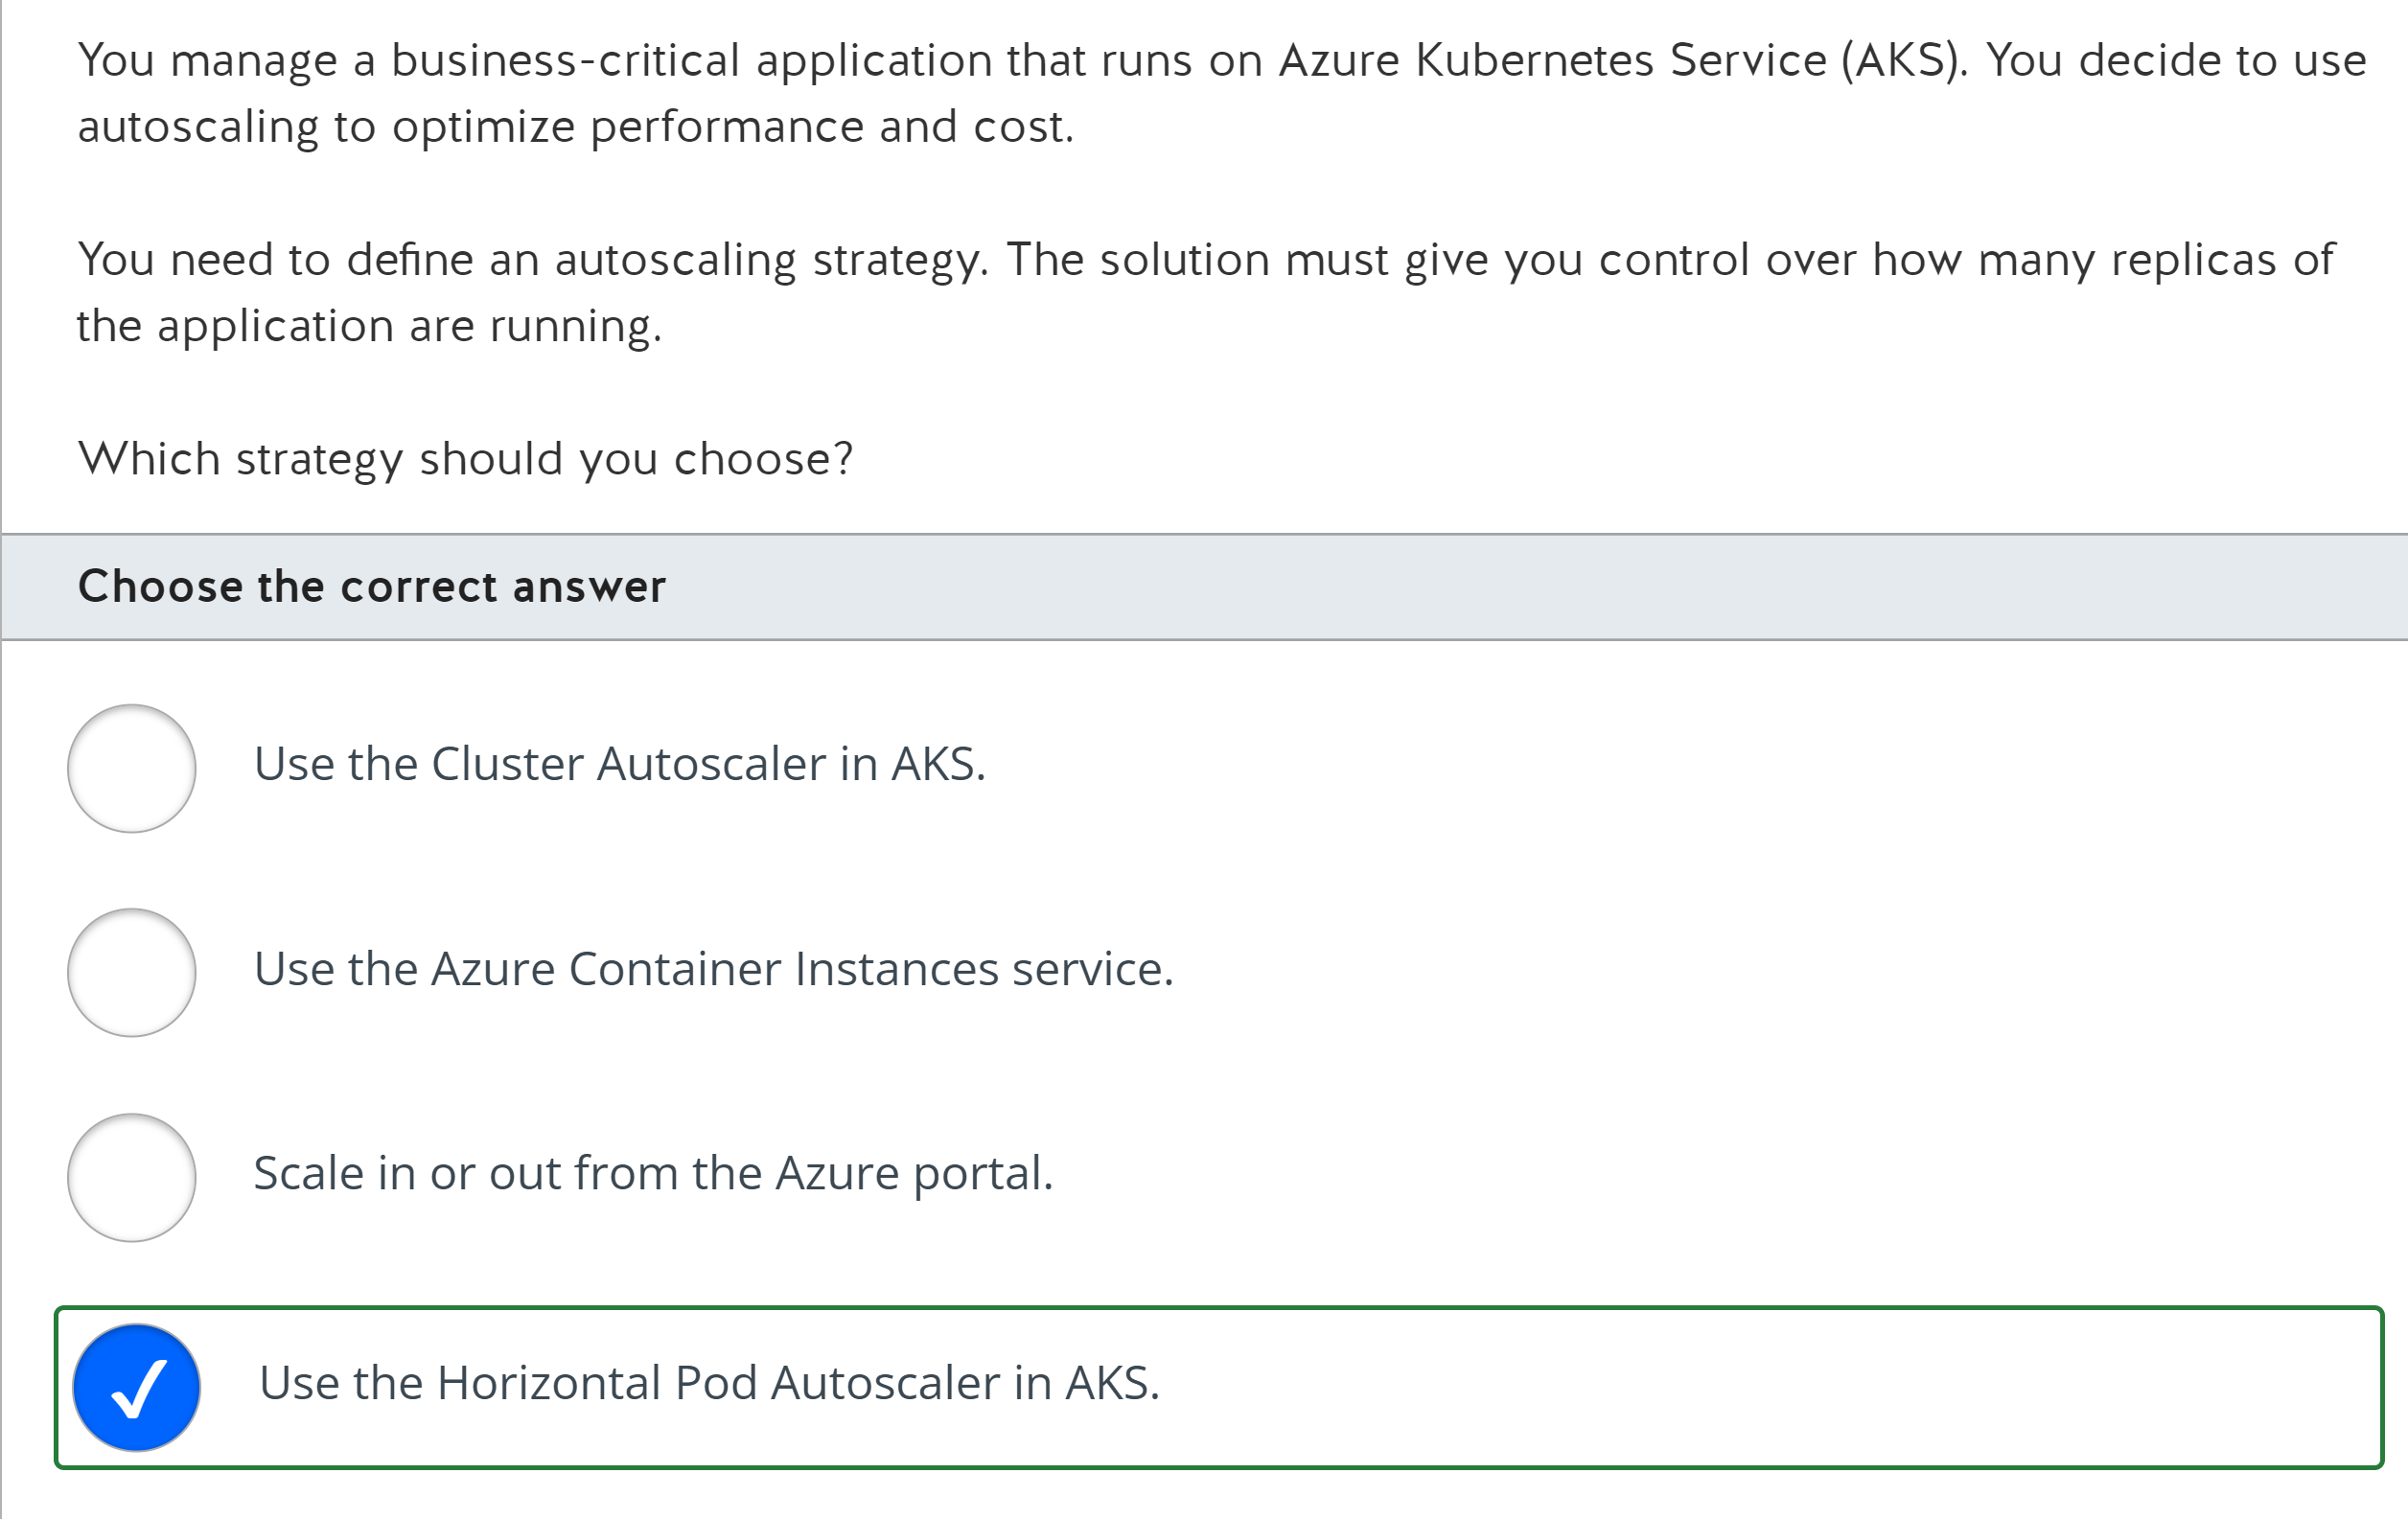 You manage a business-critical application that runs on Azure Kubernetes Service (AKS). You decide to use
autoscaling to optimize performance and cost.
You need to define an autoscaling strategy. The solution must give you control over how many replicas of
the application are running.
Which strategy should you choose?
Choose the correct answer
Use the Cluster Autoscaler in AKS.
Use the Azure Container Instances service.
Scale in or out from the Azure portal.
Use the Horizontal Pod Autoscaler in AKS.